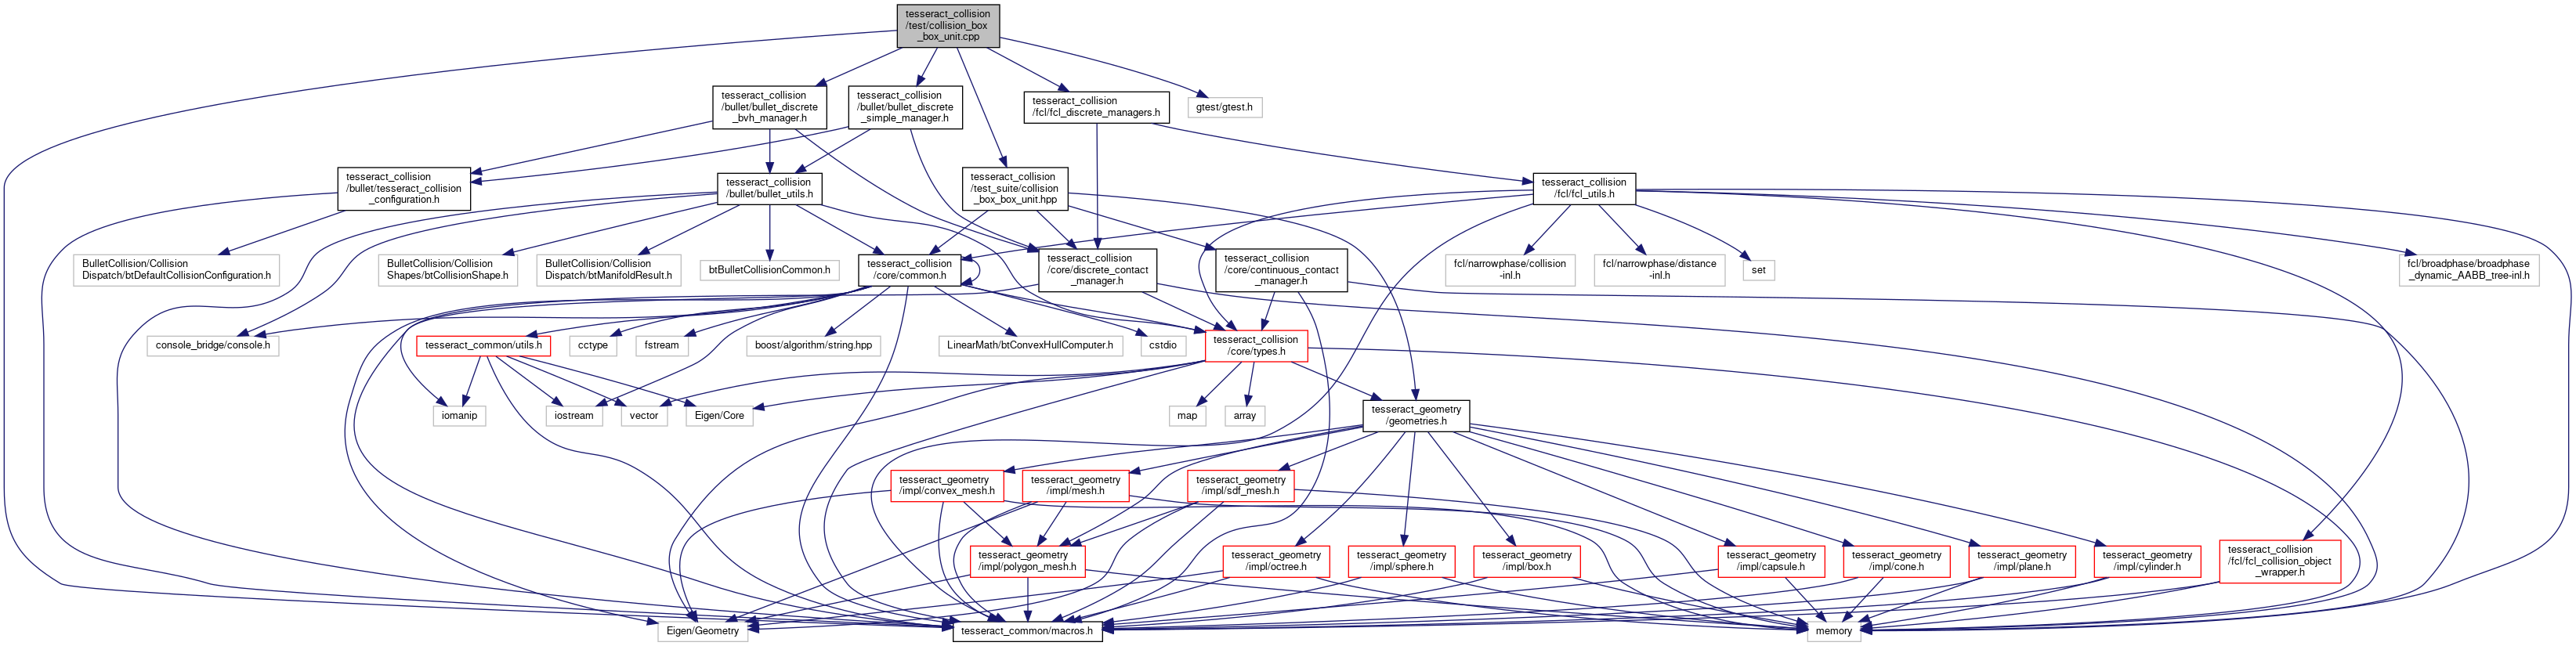 tesseract_collision
/test/collision_box
_box_unit.cpp
tesseract_collision
/bullet/bullet_discrete
_bvh_manager.h
tesseract_collision
/bullet/bullet_discrete
_simple_manager.h
tesseract_collision
/fcl/fcl_discrete_managers.h
gtest/gtest.h
tesseract_collision
/bullet/tesseract_collision
_configuration.h
tesseract_collision
/bullet/bullet_utils.h
tesseract_collision
/test_suite/collision
_box_box_unit.hpp
tesseract_collision
/fcl/fcl_utils.h
BulletCollision/Collision
Dispatch/btDefaultCollisionConfiguration.h
BulletCollision/Collision
Shapes/btCollisionShape.h
BulletCollision/Collision
Dispatch/btManifoldResult.h
btBulletCollisionCommon.h
tesseract_collision
/core/common.h
tesseract_collision
/core/discrete_contact
_manager.h
tesseract_collision
/core/continuous_contact
_manager.h
fcl/narrowphase/collision
-inl.h
fcl/narrowphase/distance
-inl.h
set
fcl/broadphase/broadphase
_dynamic_AABB_tree-inl.h
console_bridge/console.h
tesseract_common/utils.h
cctype
fstream
boost/algorithm/string.hpp
LinearMath/btConvexHullComputer.h
cstdio
tesseract_collision
/core/types.h
iomanip
iostream
vector
Eigen/Core
map
array
tesseract_geometry
/geometries.h
tesseract_geometry
/impl/convex_mesh.h
tesseract_geometry
/impl/mesh.h
tesseract_geometry
/impl/sdf_mesh.h
tesseract_geometry
/impl/polygon_mesh.h
tesseract_geometry
/impl/octree.h
tesseract_geometry
/impl/sphere.h
tesseract_geometry
/impl/box.h
tesseract_geometry
/impl/capsule.h
tesseract_geometry
/impl/cone.h
tesseract_geometry
/impl/plane.h
tesseract_geometry
/impl/cylinder.h
tesseract_collision
/fcl/fcl_collision_object
_wrapper.h
Eigen/Geometry
tesseract_common/macros.h
memory